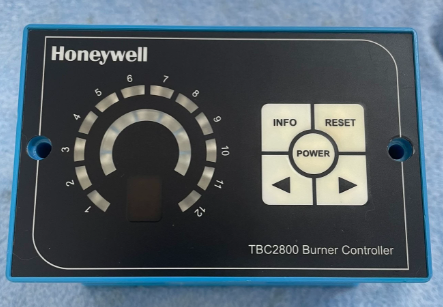 Honeywell
1
2
3
4
5
6
7
8
9
10
11
12
INFO
RESET
POWER
TBC2800 Burner Controller